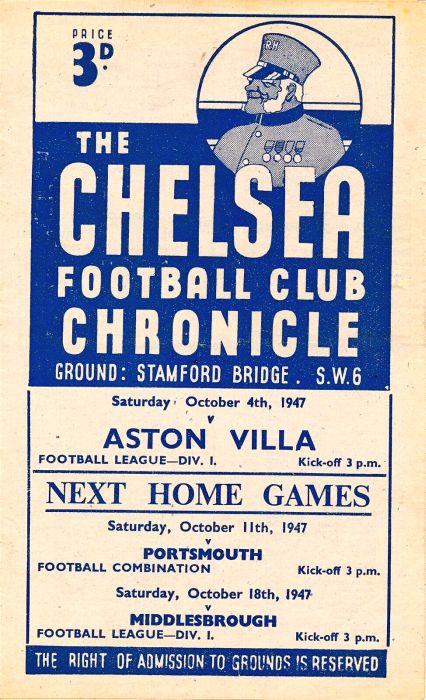 PRICE
3D.
RH
THE
CHELSEA
FOOTBALL CLUB
CHRONICLE
GROUND: STAMFORD BRIDGE. S.W.6
Saturday October 4th, 1947
v
ASTON VILLA
FOOTBALL LEAGUE—DIV. I. Kick-off 3 p.m.
NEXT HOME GAMES
Saturday, October 11th, 1947
v
PORTSMOUTH
FOOTBALL COMBINATION Kick-off 3 p.m.
Saturday, October 18th, 1947
v
MIDDLESBROUGH
FOOTBALL LEAGUE—DIV. I. Kick-off 3 p.m.
THE RIGHT OF ADMISSION TO GROUNDS IS RESERVED